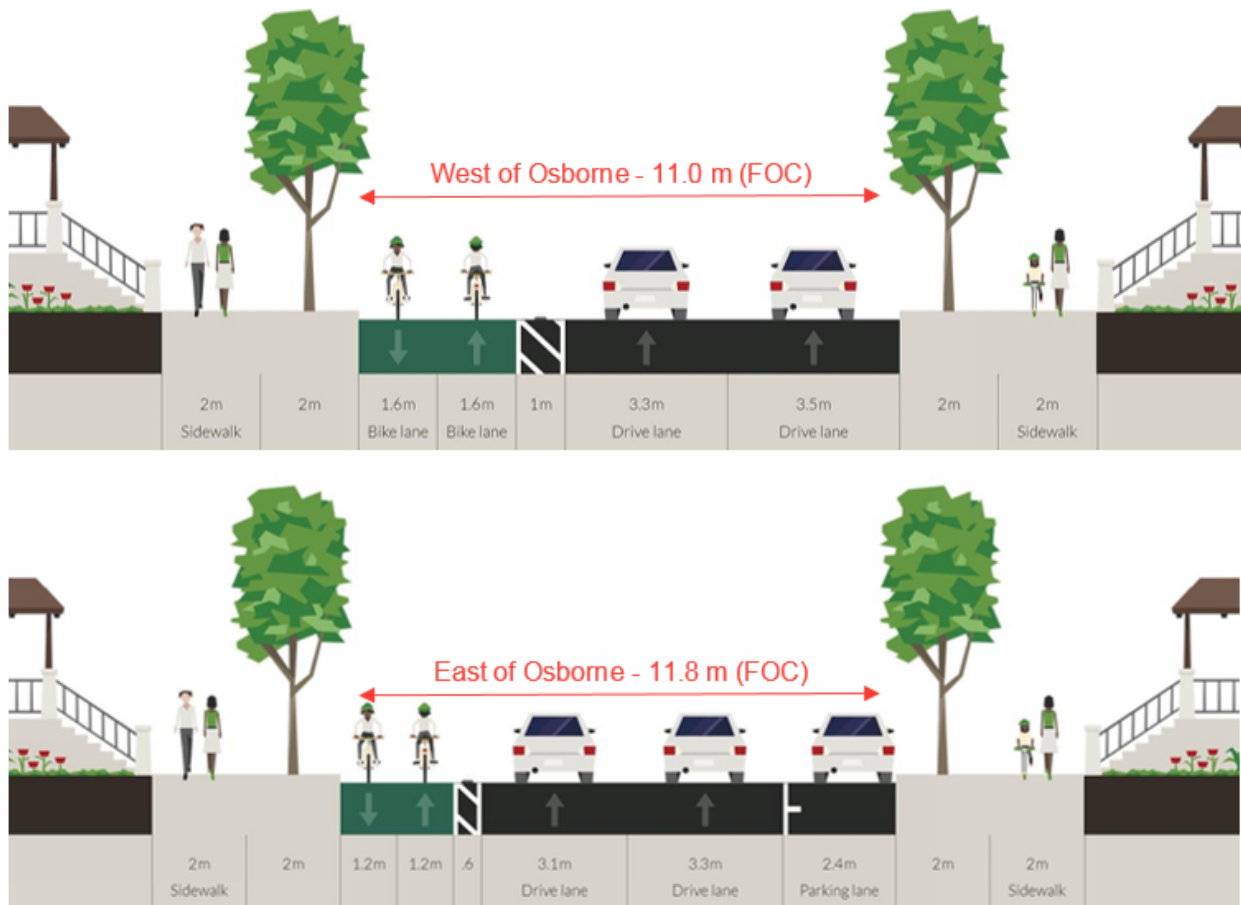 West of Osborne - 11.0 m (FOC)
2m
Sidewalk
2m
1.6m
Bike lane
1.6m
Bike lane
1m
3.3m
Drive lane
3.5m
Drive lane
2m
2m
Sidewalk
East of Osborne - 11.8 m (FOC)
2m
Sidewalk
2m
1.2m
1.2m
.6
3.1m
Drive lane
3.3m
Drive lane
2.4m
Parking lane
2m
2m
Sidewalk